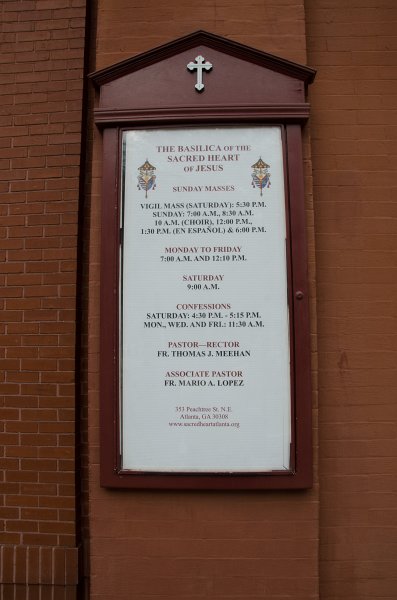 THE BASILICA OF THE
SACRED HEART
OF JESUS
SUNDAY MASSES
VIGIL MASS (SATURDAY): 5:30 P.M.
SUNDAY: 7:00 A.M., 8:30 A.M.
10 A.M. (CHOIR), 12:00 P.M.,
1:30 P.M. (EN ESPAÑOL) & 6:00 P.M.
MONDAY TO FRIDAY
7:00 A.M. AND 12:10 P.M.
SATURDAY
9:00 A.M.
CONFESSIONS
SATURDAY: 4:30 P.M. - 5:15 P.M.
MON., WED. AND FRI.: 11:30 A.M.
PASTOR—RECTOR
FR. THOMAS J. MEEHAN
ASSOCIATE PASTOR
FR. MARIO A. LOPEZ
353 Peachtree St. N.E.
Atlanta, GA 30308
www.sacredheartatlanta.org